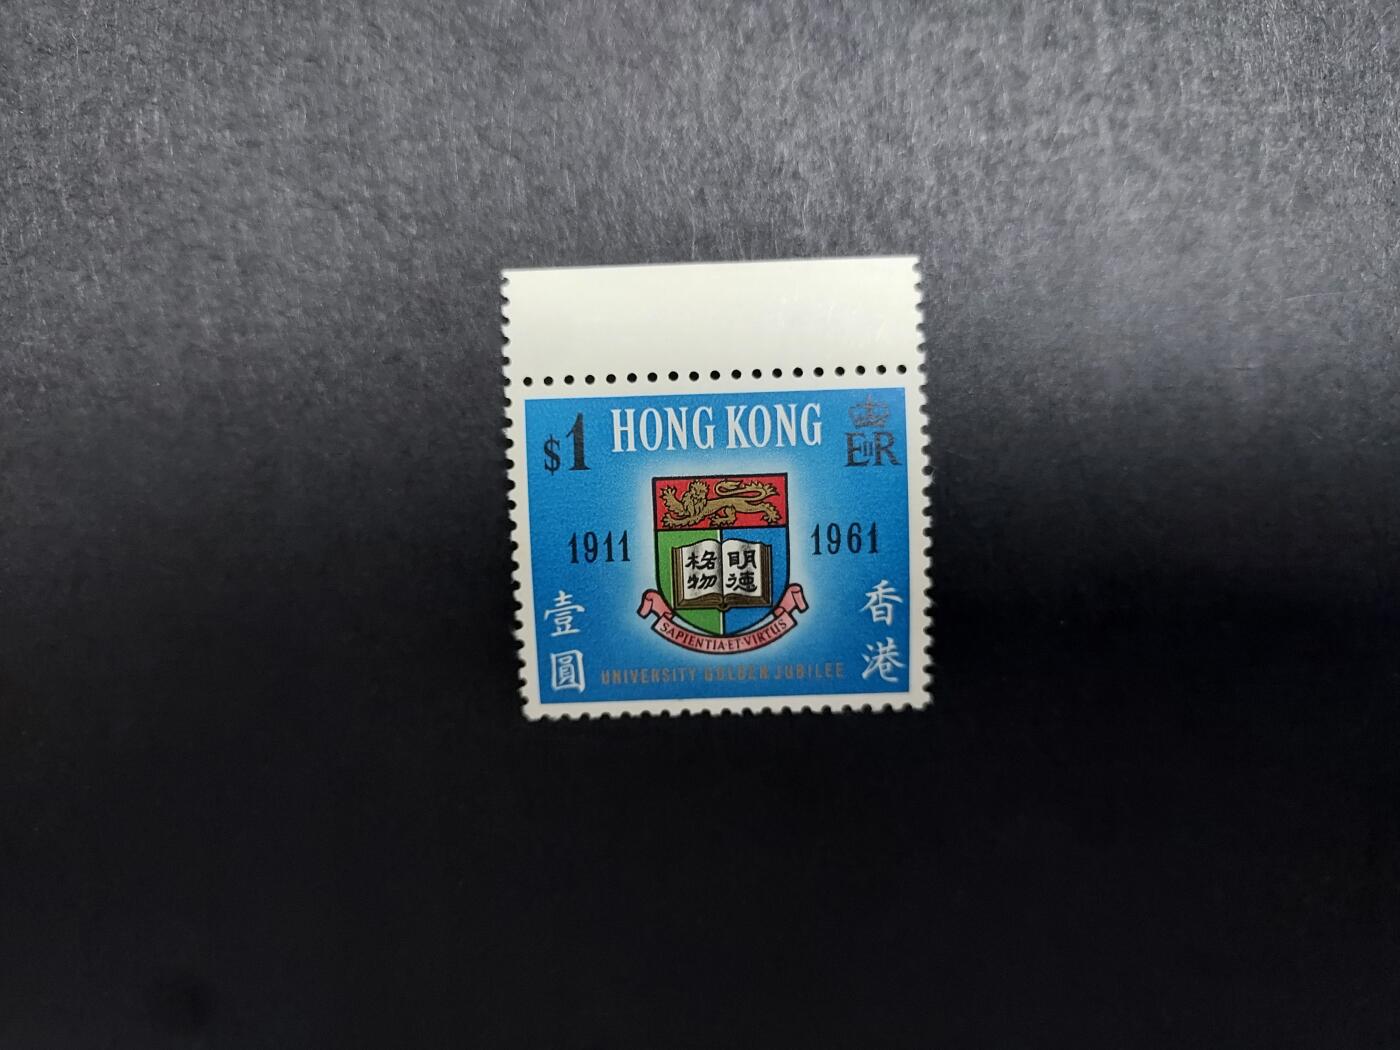 $1 HONG KONG EIIR
1911 1961
格物 明德
SAPIENTIA·ET·VIRTUS
壹圓
香港
UNIVERSITY GOLDEN JUBILEE